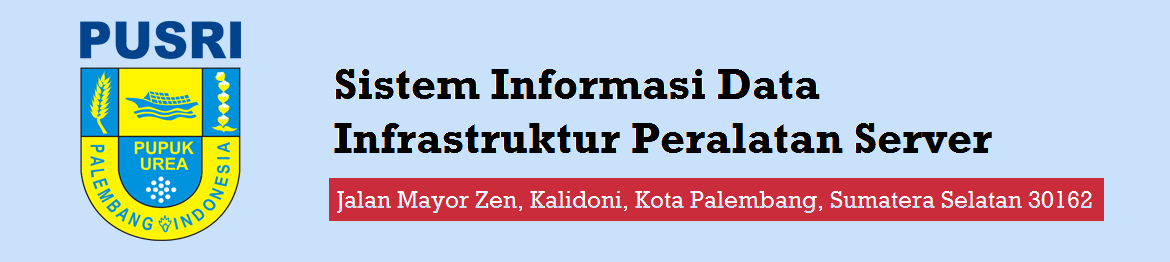 PUSRI
PUPUK
UREA
PALEMBANG INDONESIA
Sistem Informasi Data
Infrastruktur Peralatan Server
Jalan Mayor Zen, Kalidoni, Kota Palembang, Sumatera Selatan 30162